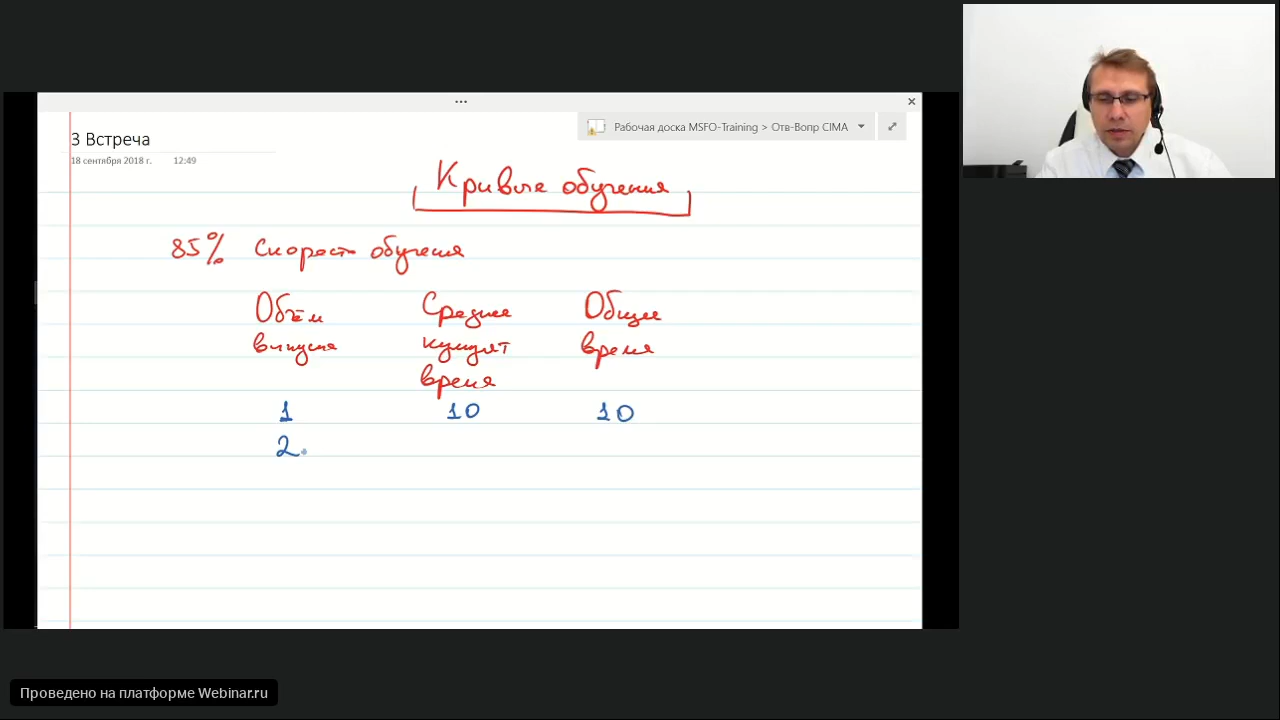 ...
×
3 Встреча
Рабочая доска MSFO-Training > Отв-Вопр CIMA
18 сентября 2018 г. 12:49
Кривые обучения
85% Скорость обучения
Объём Среднее Общее
выпуска кумулят время
время
1 10 10
2
Проведено на платформе Webinar.ru